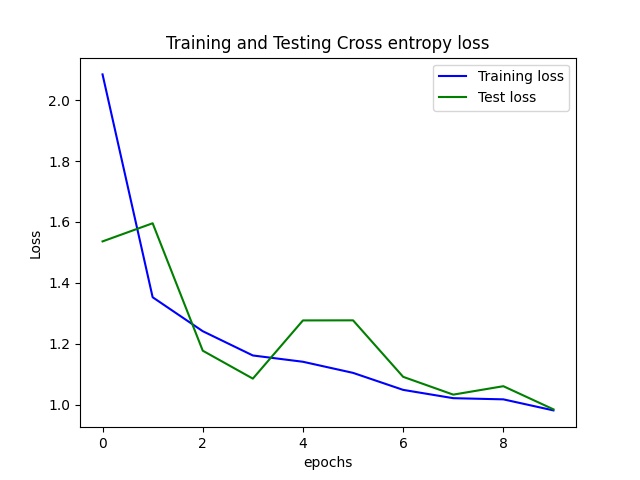 Training and Testing Cross entropy loss
Training loss
Test loss
2.0
1.8
1.6
1.4
1.2
1.0
Loss
0 2 4 6 8
epochs